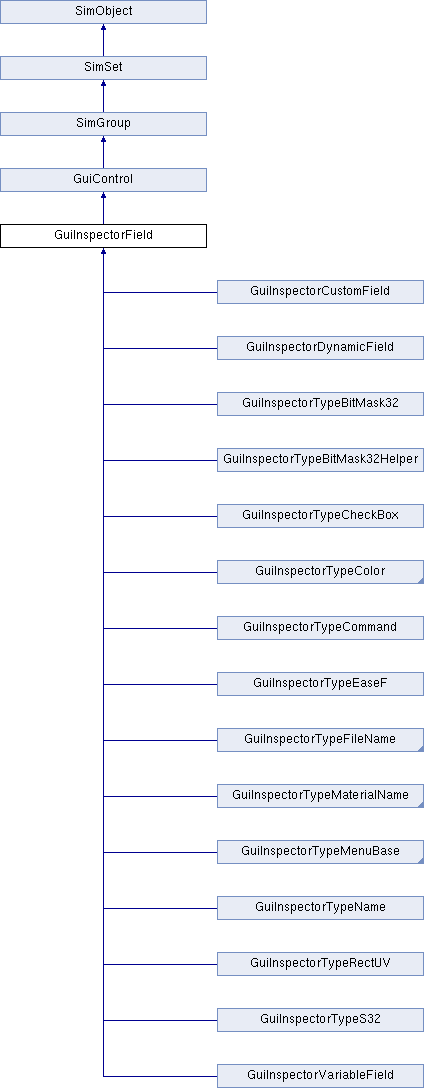 SimObject
SimSet
SimGroup
GuiControl
GuiInspectorField
GuiInspectorCustomField
GuiInspectorDynamicField
GuiInspectorTypeBitMask32
GuiInspectorTypeBitMask32Helper
GuiInspectorTypeCheckBox
GuiInspectorTypeColor
GuiInspectorTypeCommand
GuiInspectorTypeEaseF
GuiInspectorTypeFileName
GuiInspectorTypeMaterialName
GuiInspectorTypeMenuBase
GuiInspectorTypeName
GuiInspectorTypeRectUV
GuiInspectorTypeS32
GuiInspectorVariableField